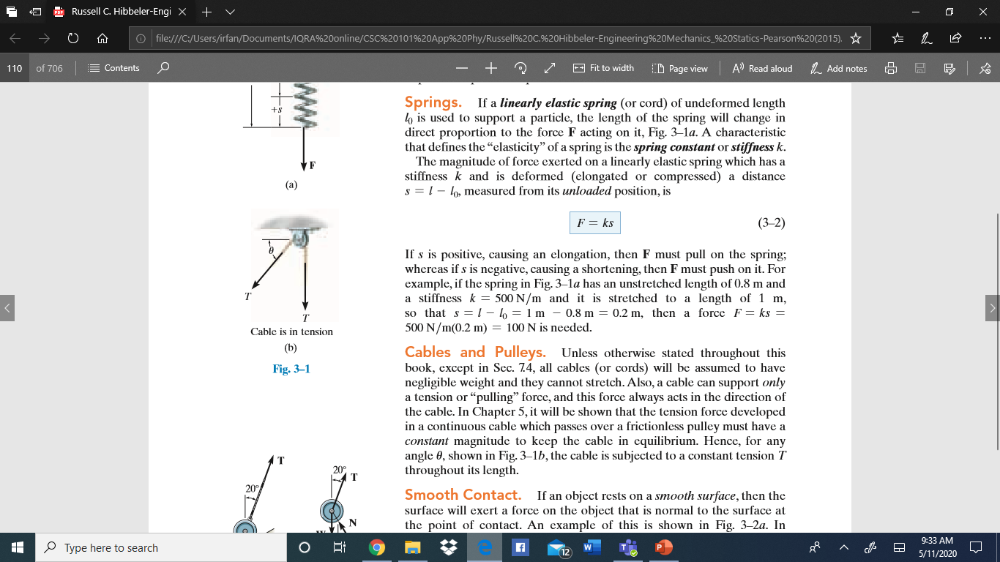 Russell C. Hibbeler-Engi
file:///C:/Users/irfan/Documents/IQRA%20online/CSC%20101%20App%20Phy/Russell%20C.%20Hibbeler-Engineering%20Mechanics_%20Statics-Pearson%20(2015).
110 of 706 Contents Fit to width Page view Read aloud Add notes
+s
F
(a)
θ
T
T
Cable is in tension
(b)
Fig. 3–1
20°
T
20°
T
N
Springs. If a linearly elastic spring (or cord) of undeformed length
l₀ is used to support a particle, the length of the spring will change in
direct proportion to the force F acting on it, Fig. 3–1a. A characteristic
that defines the “elasticity” of a spring is the spring constant or stiffness k.
The magnitude of force exerted on a linearly elastic spring which has a
stiffness k and is deformed (elongated or compressed) a distance
s = l − l₀, measured from its unloaded position, is
F = ks (3–2)
If s is positive, causing an elongation, then F must pull on the spring;
whereas if s is negative, causing a shortening, then F must push on it. For
example, if the spring in Fig. 3–1a has an unstretched length of 0.8 m and
a stiffness k = 500 N/m and it is stretched to a length of 1 m,
so that s = l − l₀ = 1 m − 0.8 m = 0.2 m, then a force F = ks =
500 N/m(0.2 m) = 100 N is needed.
Cables and Pulleys. Unless otherwise stated throughout this
book, except in Sec. 7.4, all cables (or cords) will be assumed to have
negligible weight and they cannot stretch. Also, a cable can support only
a tension or “pulling” force, and this force always acts in the direction of
the cable. In Chapter 5, it will be shown that the tension force developed
in a continuous cable which passes over a frictionless pulley must have a
constant magnitude to keep the cable in equilibrium. Hence, for any
angle θ, shown in Fig. 3–1b, the cable is subjected to a constant tension T
throughout its length.
Smooth Contact. If an object rests on a smooth surface, then the
surface will exert a force on the object that is normal to the surface at
the point of contact. An example of this is shown in Fig. 3–2a. In
Type here to search
12
9:33 AM
5/11/2020